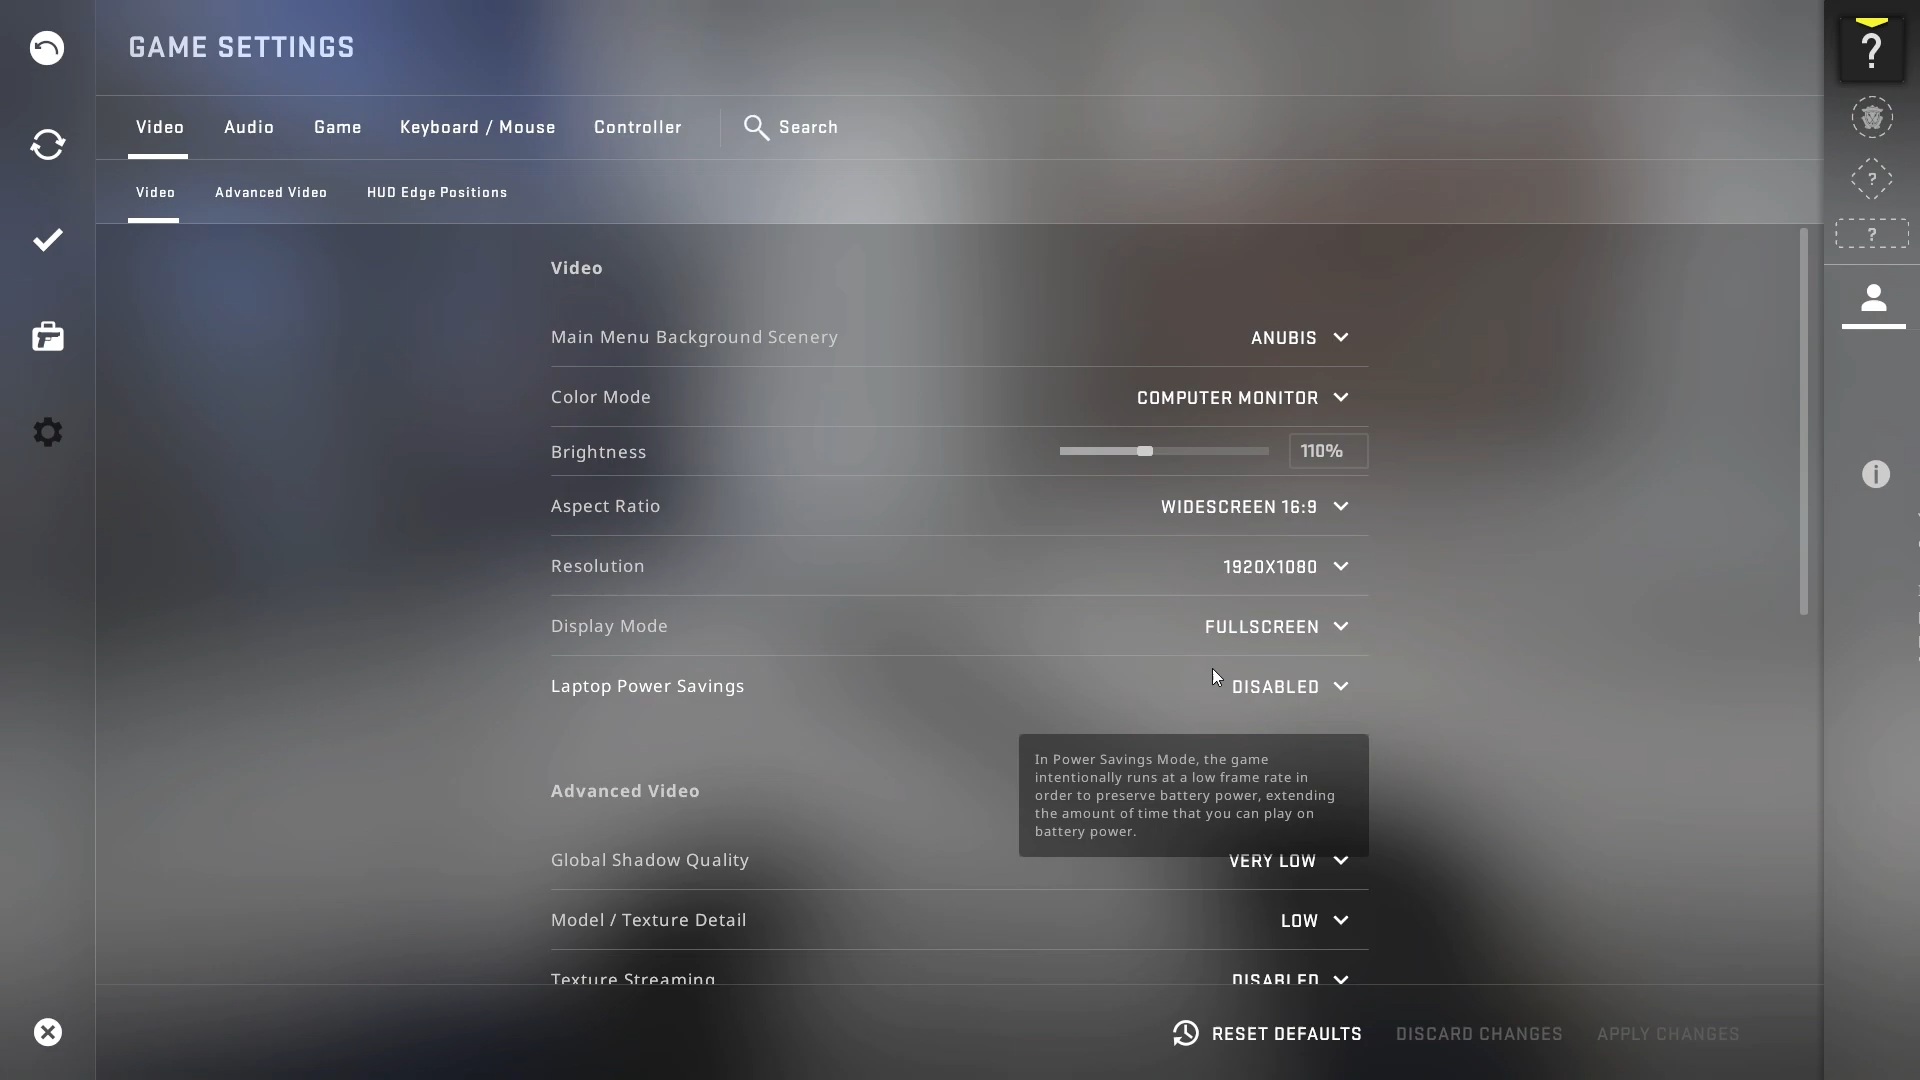 GAME SETTINGS
?
Video Audio Game Keyboard / Mouse Controller Search
Video Advanced Video HUD Edge Positions
?
?
Video
Main Menu Background Scenery ANUBIS
Color Mode COMPUTER MONITOR
Brightness 110%
Aspect Ratio WIDESCREEN 16:9
Resolution 1920X1080
Display Mode FULLSCREEN
Laptop Power Savings DISABLED
In Power Savings Mode, the game
intentionally runs at a low frame rate in
order to preserve battery power, extending
the amount of time that you can play on
battery power.
Advanced Video
Global Shadow Quality VERY LOW
Model / Texture Detail LOW
Texture Streaming DISABLED
RESET DEFAULTS DISCARD CHANGES APPLY CHANGES